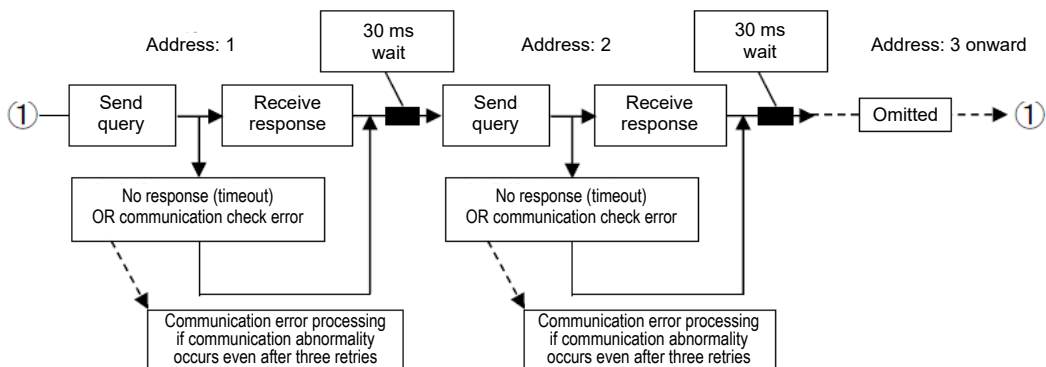 30 ms
wait
30 ms
wait
Address: 1
Address: 2
Address: 3 onward
①
Send
query
Receive
response
Send
query
Receive
response
Omitted
①
No response (timeout)
OR communication check error
No response (timeout)
OR communication check error
Communication error processing
if communication abnormality
occurs even after three retries
Communication error processing
if communication abnormality
occurs even after three retries